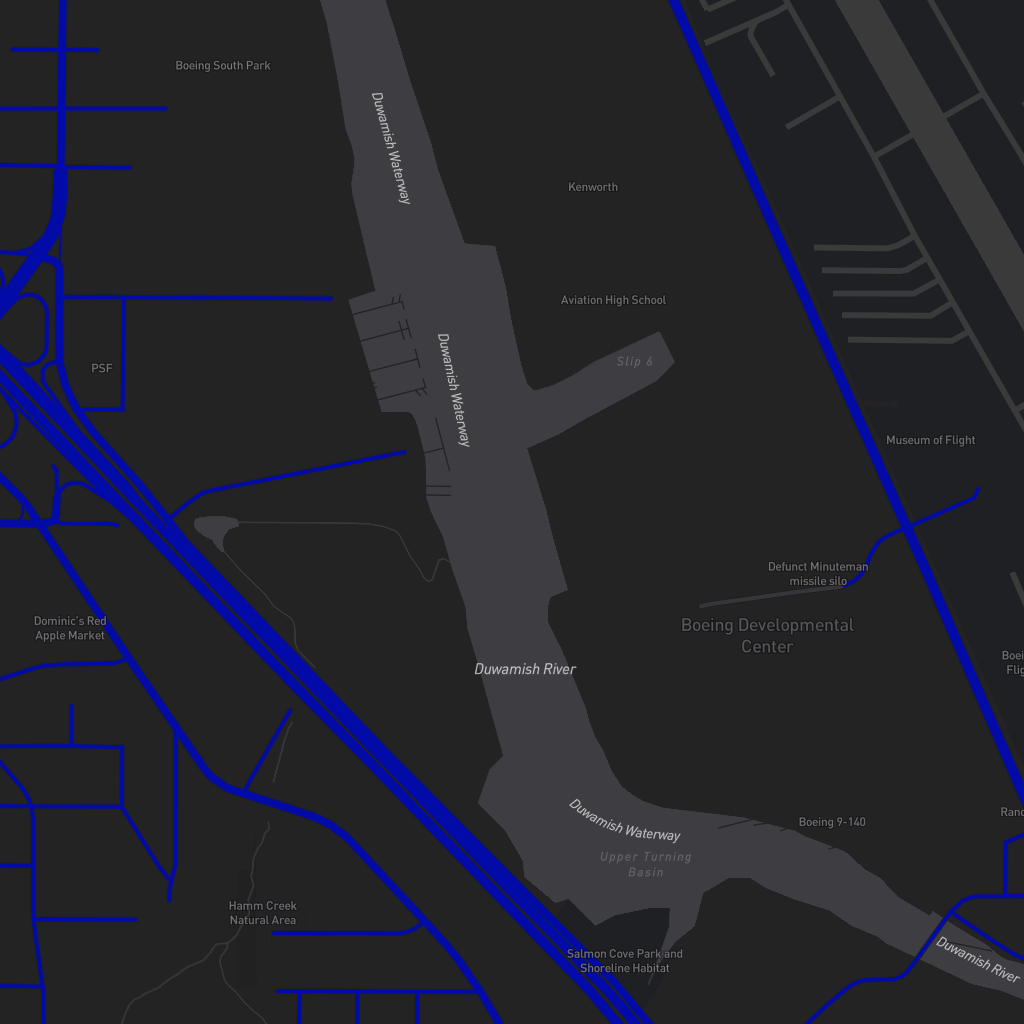 Boeing South Park
Duwamish Waterway
Kenworth
Aviation High School
Duwamish Waterway
Slip 6
PSF
Museum of Flight
Defunct Minuteman
missile silo
Dominic's Red
Apple Market
Boeing Developmental
Center
Duwamish River
Duwamish Waterway
Boeing 9-140
Upper Turning
Basin
Hamm Creek
Natural Area
Salmon Cove Park and
Shoreline Habitat
Duwamish River